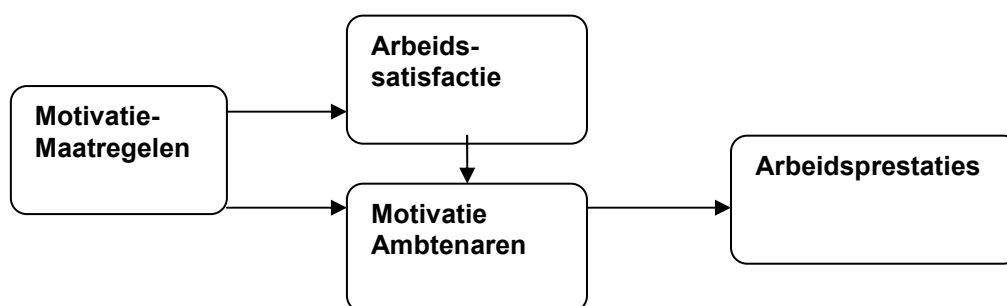 Arbeids-
satisfactie
Motivatie-
Maatregelen
Arbeidsprestaties
Motivatie
Ambtenaren